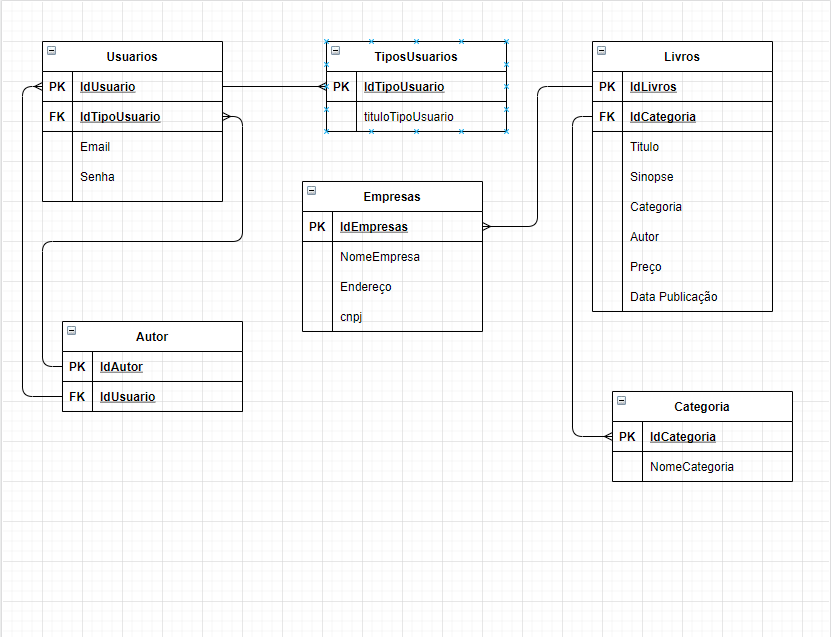 Usuarios
PK IdUsuario
FK IdTipoUsuario
Email
Senha
TiposUsuarios
PK IdTipoUsuario
tituloTipoUsuario
Livros
PK IdLivros
FK IdCategoria
Titulo
Sinopse
Categoria
Autor
Preço
Data Publicação
Empresas
PK IdEmpresas
NomeEmpresa
Endereço
cnpj
Autor
PK IdAutor
FK IdUsuario
Categoria
PK IdCategoria
NomeCategoria